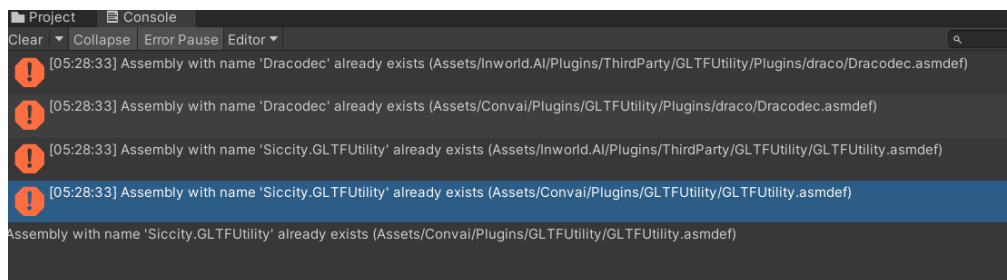 Project Console
Clear Collapse Error Pause Editor
[05:28:33] Assembly with name 'Dracodec' already exists (Assets/Inworld.AI/Plugins/ThirdParty/GLTFUtility/Plugins/draco/Dracodec.asmdef)
[05:28:33] Assembly with name 'Dracodec' already exists (Assets/Convai/Plugins/GLTFUtility/Plugins/draco/Dracodec.asmdef)
[05:28:33] Assembly with name 'Siccity.GLTFUtility' already exists (Assets/Inworld.AI/Plugins/ThirdParty/GLTFUtility/GLTFUtility.asmdef)
[05:28:33] Assembly with name 'Siccity.GLTFUtility' already exists (Assets/Convai/Plugins/GLTFUtility/GLTFUtility.asmdef)
Assembly with name 'Siccity.GLTFUtility' already exists (Assets/Convai/Plugins/GLTFUtility/GLTFUtility.asmdef)